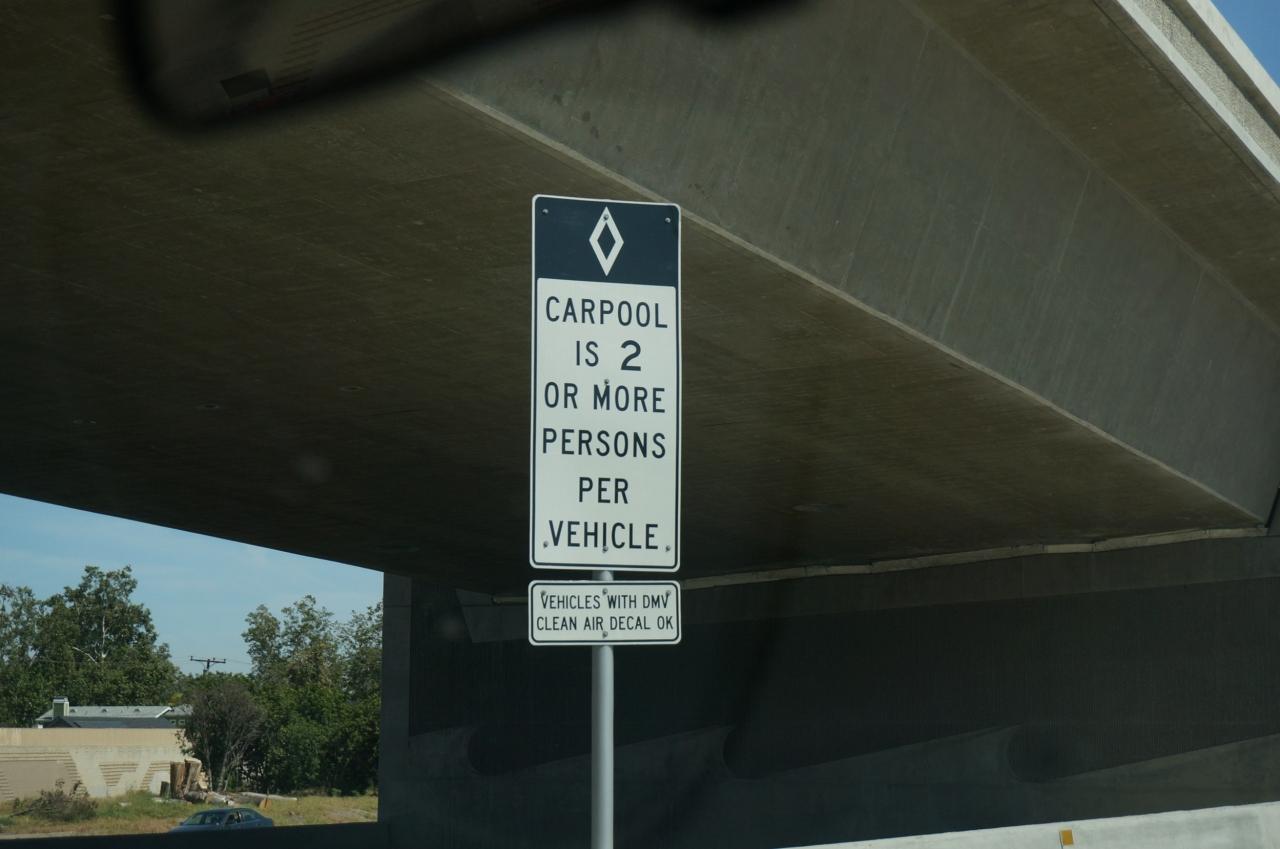 CARPOOL
IS 2
OR MORE
PERSONS
PER
VEHICLE
VEHICLES WITH DMV
CLEAN AIR DECAL OK